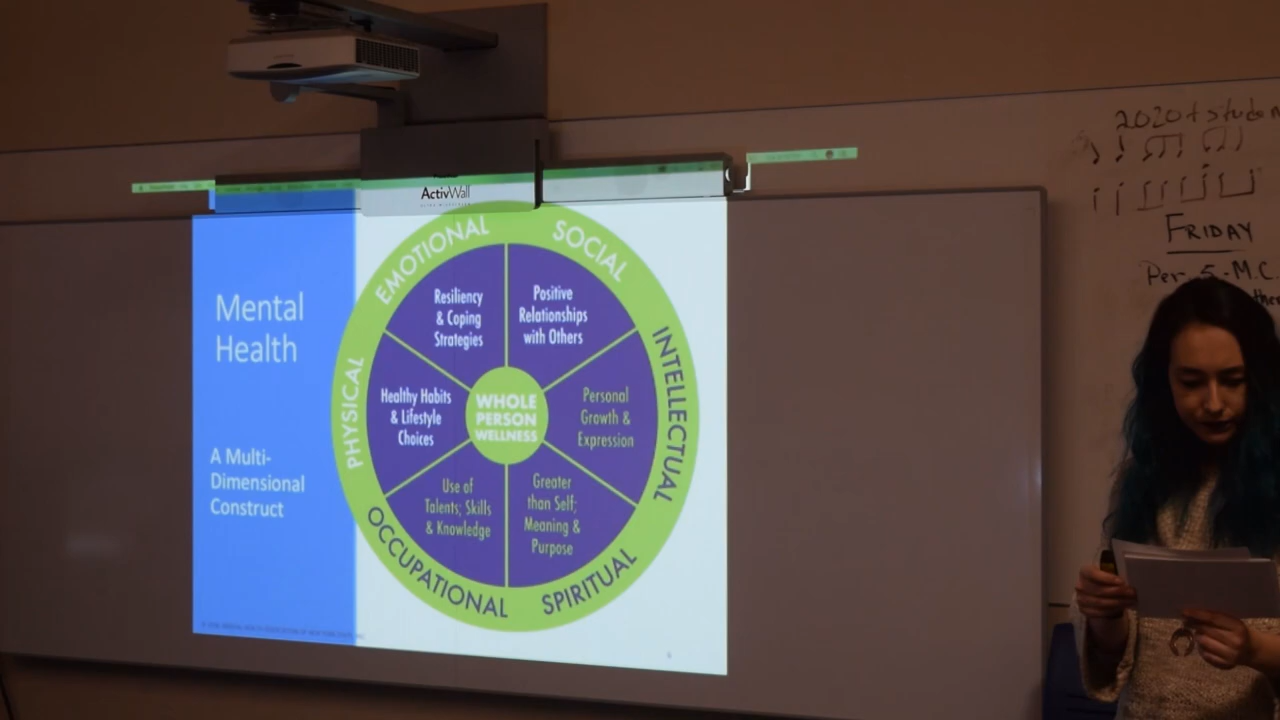 ActivWall
Mental
Health
A Multi-
Dimensional
Construct
EMOTIONAL
SOCIAL
INTELLECTUAL
SPIRITUAL
OCCUPATIONAL
PHYSICAL
Resiliency
& Coping
Strategies
Positive
Relationships
with Others
Personal
Growth &
Expression
Greater
than Self;
Meaning &
Purpose
Use of
Talents; Skills
& Knowledge
Healthy Habits
& Lifestyle
Choices
WHOLE
PERSON
WELLNESS
2020
FRIDAY
Per 5-M.C.